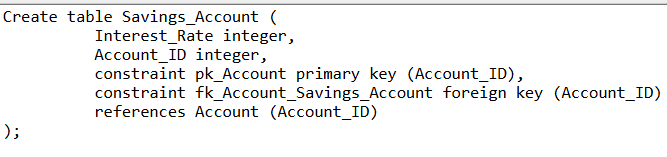 Create table Savings_Account (
Interest_Rate integer,
Account_ID integer,
constraint pk_Account primary key (Account_ID),
constraint fk_Account_Savings_Account foreign key (Account_ID)
references Account (Account_ID)
);